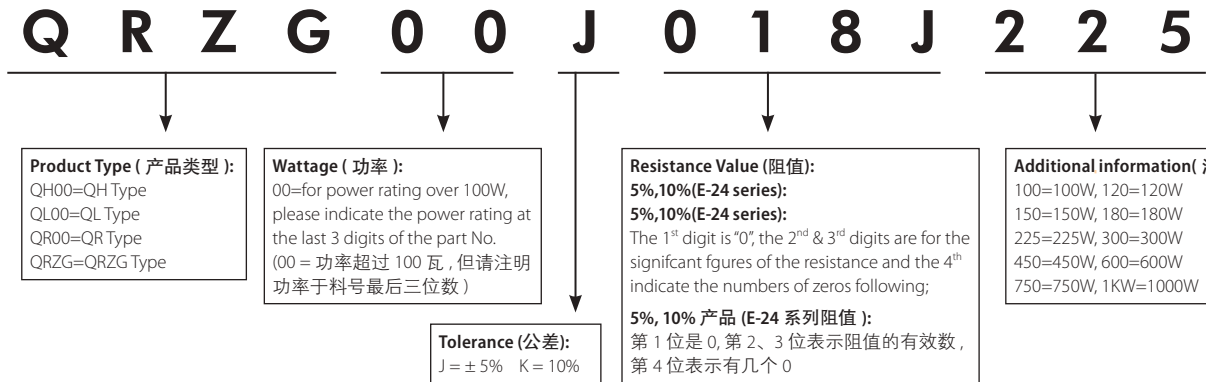 QRZG00J018J225
Product Type ( 产品类型 ):
QH00=QH Type
QL00=QL Type
QR00=QR Type
QRZG=QRZG Type
Wattage ( 功率 ):
00=for power rating over 100W,
please indicate the power rating at
the last 3 digits of the part No.
(00 = 功率超过 100 瓦 , 但请注明
功率于料号最后三位数 )
Tolerance (公差):
J = ± 5% K = 10%
Resistance Value (阻值):
5%,10%(E-24 series):
5%,10%(E-24 series):
The 1st digit is "0", the 2nd & 3rd digits are for the
signifcant fgures of the resistance and the 4th
indicate the numbers of zeros following;
5%, 10% 产品 (E-24 系列阻值 ):
第 1 位是 0, 第 2、3 位表示阻值的有效数 ,
第 4 位表示有几个 0
Additional information(
100=100W, 120=120W
150=150W, 180=180W
225=225W, 300=300W
450=450W, 600=600W
750=750W, 1KW=1000W